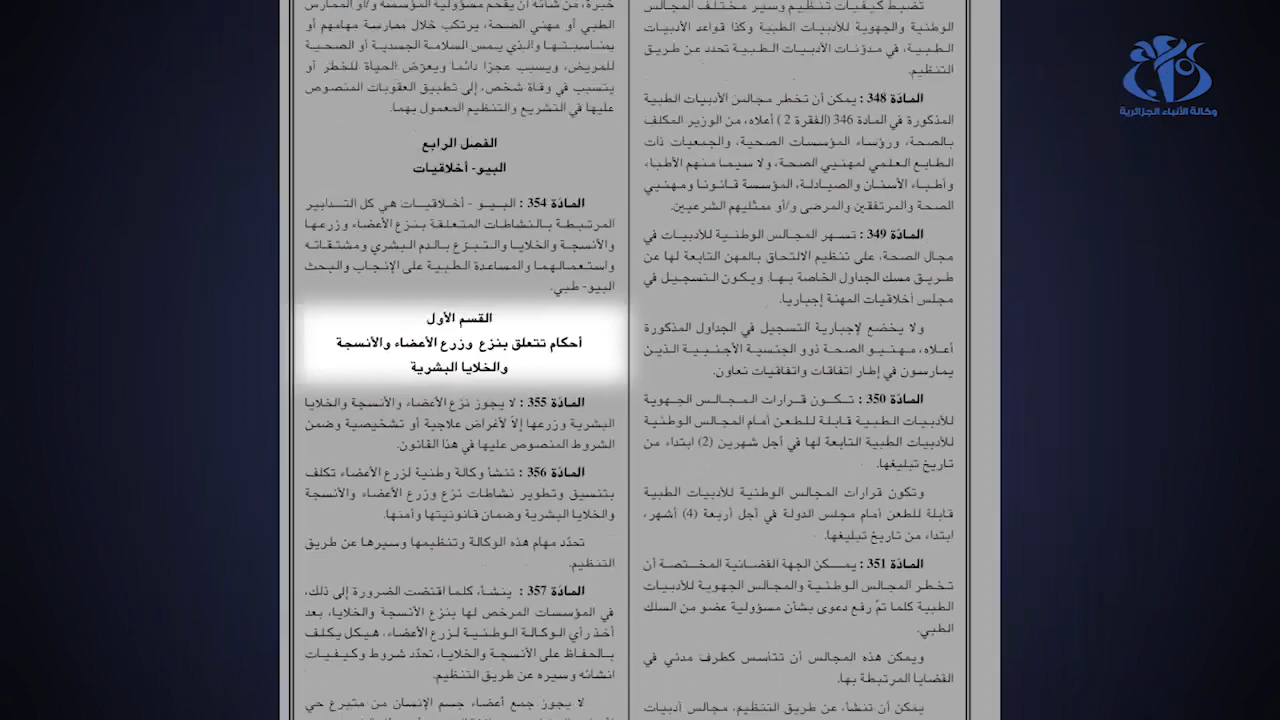 تضبط كيفيات تنظيم وسير مختلف المجالس
الوطنية والجهوية للأدبيات الطبية وكذا قواعد الأدبيات
الطبية، في مدوّنات الأدبيات الطبية تحدد عن طريق
التنظيم.
المادّة 348 : يمكن أن تخطر مجالس الأدبيات الطبية
المذكورة في المادة 346 (الفقرة 2 ) أعلاه، من الوزير المكلف
بالصحة، ورؤساء المؤسسات الصحية، والجمعيات ذات
الطابع العلمي لمهنيي الصحة، ولا سيما منهم الأطباء
وأطباء الأسنان والصيادلة، المؤسسة قانونا ومهنيي
الصحة والمرتفقين والمرضى و/أو ممثليهم الشرعيين.
المادّة 349 : تسهر المجالس الوطنية للأدبيات في
مجال الصحة، على تنظيم الالتحاق بالمهن التابعة لها عن
طريق مسك الجداول الخاصة بها. ويكون التسجيل في
مجلس أخلاقيات المهنة إجباريا.
ولا يخضع لإجبارية التسجيل في الجداول المذكورة
أعلاه، مهنيو الصحة ذوو الجنسية الأجنبية الذين
يمارسون في إطار اتفاقات واتفاقيات تعاون.
المادّة 350 : تكون قرارات المجالس الجهوية
للأدبيات الطبية قابلة للطعن أمام المجالس الوطنية
للأدبيات الطبية التابعة لها في أجل شهرين (2) ابتداء من
تاريخ تبليغها.
وتكون قرارات المجالس الوطنية للأدبيات الطبية
قابلة للطعن أمام مجلس الدولة في أجل أربعة (4) أشهر،
ابتداء من تاريخ تبليغها.
المادّة 351 : يمكن الجهة القضائية المختصة أن
تخطر المجالس الوطنية والمجالس الجهوية للأدبيات
الطبية كلما تمّ رفع دعوى بشأن مسؤولية عضو من السلك
الطبي.
ويمكن هذه المجالس أن تتأسس كطرف مدني في
القضايا المرتبطة بها.
يمكن أن تنشأ، عن طريق التنظيم، مجالس أدبيات
خبرة، من شأنه أن يقحم مسؤولية المؤسسة و/أو الممارس
الطبي أو مهني الصحة، يرتكب خلال ممارسة مهامهم أو
بمناسبتها والذي يمس السلامة الجسدية أو الصحية
للمريض، ويسبب عجزا دائما ويعرّض الحياة للخطر أو
يتسبب في وفاة شخص، إلى تطبيق العقوبات المنصوص
عليها في التشريع والتنظيم المعمول بهما.
الفصل الرابع
البيو- أخلاقيات
المادّة 354 : البيو - أخلاقيات هي كل التدابير
المرتبطة بالنشاطات المتعلقة بنزع الأعضاء وزرعها
والأنسجة والخلايا والتبرع بالدم البشري ومشتقاته
واستعمالهما والمساعدة الطبية على الإنجاب والبحث
البيو- طبي.
القسم الأول
أحكام تتعلق بنزع وزرع الأعضاء والأنسجة
والخلايا البشرية
المادّة 355 : لا يجوز نزع الأعضاء والأنسجة والخلايا
البشرية وزرعها إلاّ لأغراض علاجية أو تشخيصية وضمن
الشروط المنصوص عليها في هذا القانون.
المادّة 356 : تنشأ وكالة وطنية لزرع الأعضاء تكلف
بتنسيق وتطوير نشاطات نزع وزرع الأعضاء والأنسجة
والخلايا البشرية وضمان قانونيتها وأمنها.
تحدّد مهام هذه الوكالة وتنظيمها وسيرها عن طريق
التنظيم.
المادّة 357 : ينشأ، كلما اقتضت الضرورة إلى ذلك،
في المؤسسات المرخص لها بنزع الأنسجة والخلايا، بعد
أخذ رأي الوكالة الوطنية لزرع الأعضاء، هيكل يكلف
بالحفاظ على الأنسجة والخلايا، تحدّد شروط وكيفيات
انشائه وسيره عن طريق التنظيم.
لا يجوز جمع أعضاء جسم الإنسان من متبرع حي
وكالة الأنباء الجزائرية